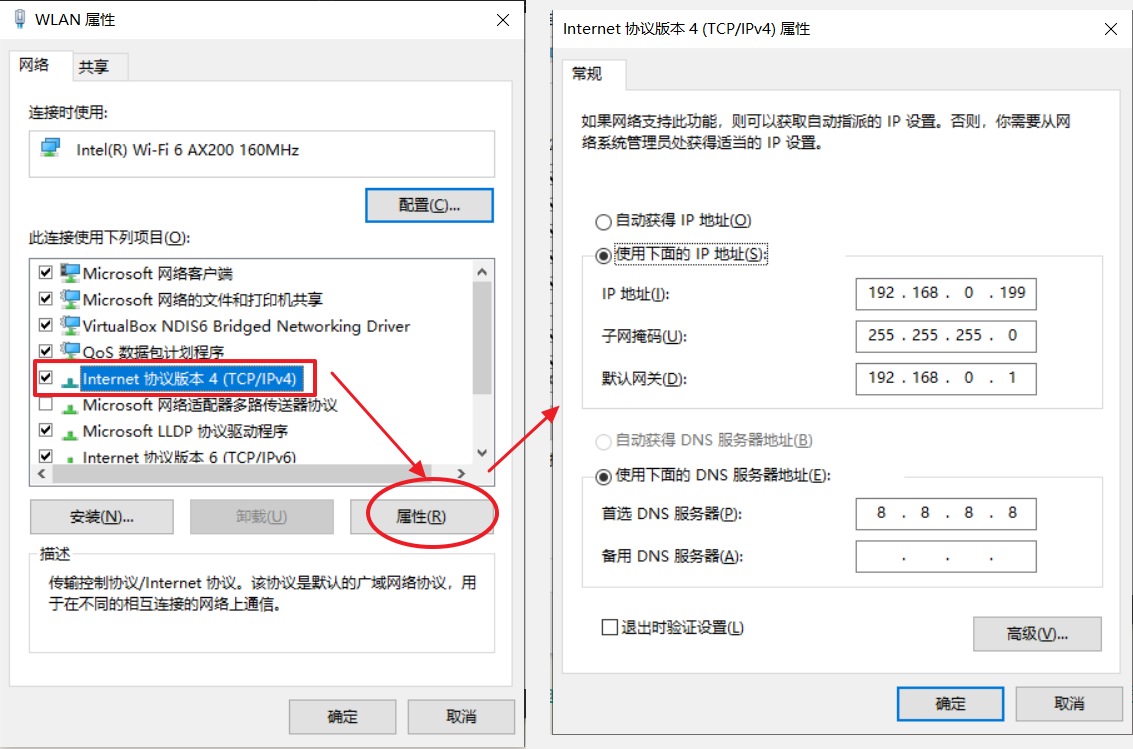 WLAN 属性
网络
共享
连接时使用:
Intel(R) Wi-Fi 6 AX200 160MHz
配置(C)...
此连接使用下列项目(O):
Microsoft 网络客户端
Microsoft 网络的文件和打印机共享
VirtualBox NDIS6 Bridged Networking Driver
QoS 数据包计划程序
Internet 协议版本 4 (TCP/IPv4)
Microsoft 网络适配器多路传送器协议
Microsoft LLDP 协议驱动程序
Internet 协议版本 6 (TCP/IPv6)
安装(N)...
卸载(U)
属性(R)
描述
传输控制协议/Internet 协议。该协议是默认的广域网络协议，用
于在不同的相互连接的网络上通信。
确定
取消
Internet 协议版本 4 (TCP/IPv4) 属性
常规
如果网络支持此功能，则可以获取自动指派的 IP 设置。否则，你需要从网
络系统管理员处获得适当的 IP 设置。
自动获得 IP 地址(O)
使用下面的 IP 地址(S):
IP 地址(I):
192 . 168 . 0 . 199
子网掩码(U):
255 . 255 . 255 . 0
默认网关(D):
192 . 168 . 0 . 1
自动获得 DNS 服务器地址(B)
使用下面的 DNS 服务器地址(E):
首选 DNS 服务器(P):
8 . 8 . 8 . 8
备用 DNS 服务器(A):
. . .
退出时验证设置(L)
高级(V)...
确定
取消